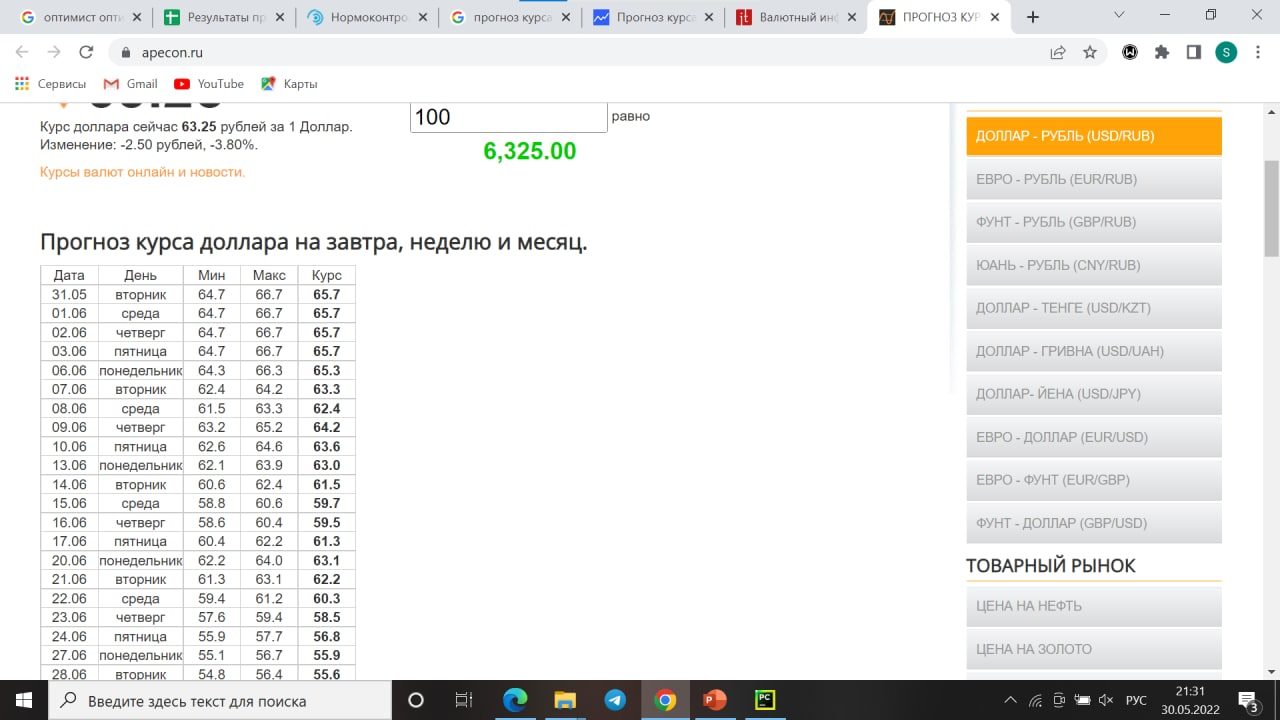 оптимист опти
Результаты пр
Нормоконтро
прогноз курса
Прогноз курса
Валютный инф
ПРОГНОЗ КУР
apecon.ru
S
Сервисы
Gmail
YouTube
Карты
100 равно
Курс доллара сейчас 63.25 рублей за 1 Доллар.
Изменение: -2.50 рублей, -3.80%.
6,325.00
Курсы валют онлайн и новости.
Прогноз курса доллара на завтра, неделю и месяц.
Дата День Мин Макс Курс
31.05 вторник 64.7 66.7 65.7
01.06 среда 64.7 66.7 65.7
02.06 четверг 64.7 66.7 65.7
03.06 пятница 64.7 66.7 65.7
06.06 понедельник 64.3 66.3 65.3
07.06 вторник 62.4 64.2 63.3
08.06 среда 61.5 63.3 62.4
09.06 четверг 63.2 65.2 64.2
10.06 пятница 62.6 64.6 63.6
13.06 понедельник 62.1 63.9 63.0
14.06 вторник 60.6 62.4 61.5
15.06 среда 58.8 60.6 59.7
16.06 четверг 58.6 60.4 59.5
17.06 пятница 60.4 62.2 61.3
20.06 понедельник 62.2 64.0 63.1
21.06 вторник 61.3 63.1 62.2
22.06 среда 59.4 61.2 60.3
23.06 четверг 57.6 59.4 58.5
24.06 пятница 55.9 57.7 56.8
27.06 понедельник 55.1 56.7 55.9
28.06 вторник 54.8 56.4 55.6
ДОЛЛАР - РУБЛЬ (USD/RUB)
ЕВРО - РУБЛЬ (EUR/RUB)
ФУНТ - РУБЛЬ (GBP/RUB)
ЮАНЬ - РУБЛЬ (CNY/RUB)
ДОЛЛАР - ТЕНГЕ (USD/KZT)
ДОЛЛАР - ГРИВНА (USD/UAH)
ДОЛЛАР- ЙЕНА (USD/JPY)
ЕВРО - ДОЛЛАР (EUR/USD)
ЕВРО - ФУНТ (EUR/GBP)
ФУНТ - ДОЛЛАР (GBP/USD)
ТОВАРНЫЙ РЫНОК
ЦЕНА НА НЕФТЬ
ЦЕНА НА ЗОЛОТО
Введите здесь текст для поиска
РУС
21:31
30.05.2022
3